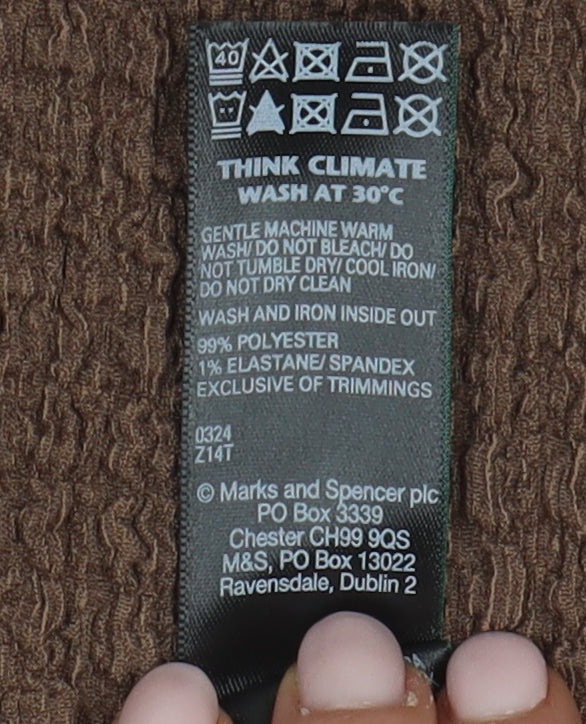 40
THINK CLIMATE
WASH AT 30°C
GENTLE MACHINE WARM
WASH/ DO NOT BLEACH/ DO
NOT TUMBLE DRY/ COOL IRON/
DO NOT DRY CLEAN
WASH AND IRON INSIDE OUT
99% POLYESTER
1% ELASTANE/ SPANDEX
EXCLUSIVE OF TRIMMINGS
0324
Z14T
© Marks and Spencer plc
PO Box 3339
Chester CH99 9QS
M&S, PO Box 13022
Ravensdale, Dublin 2